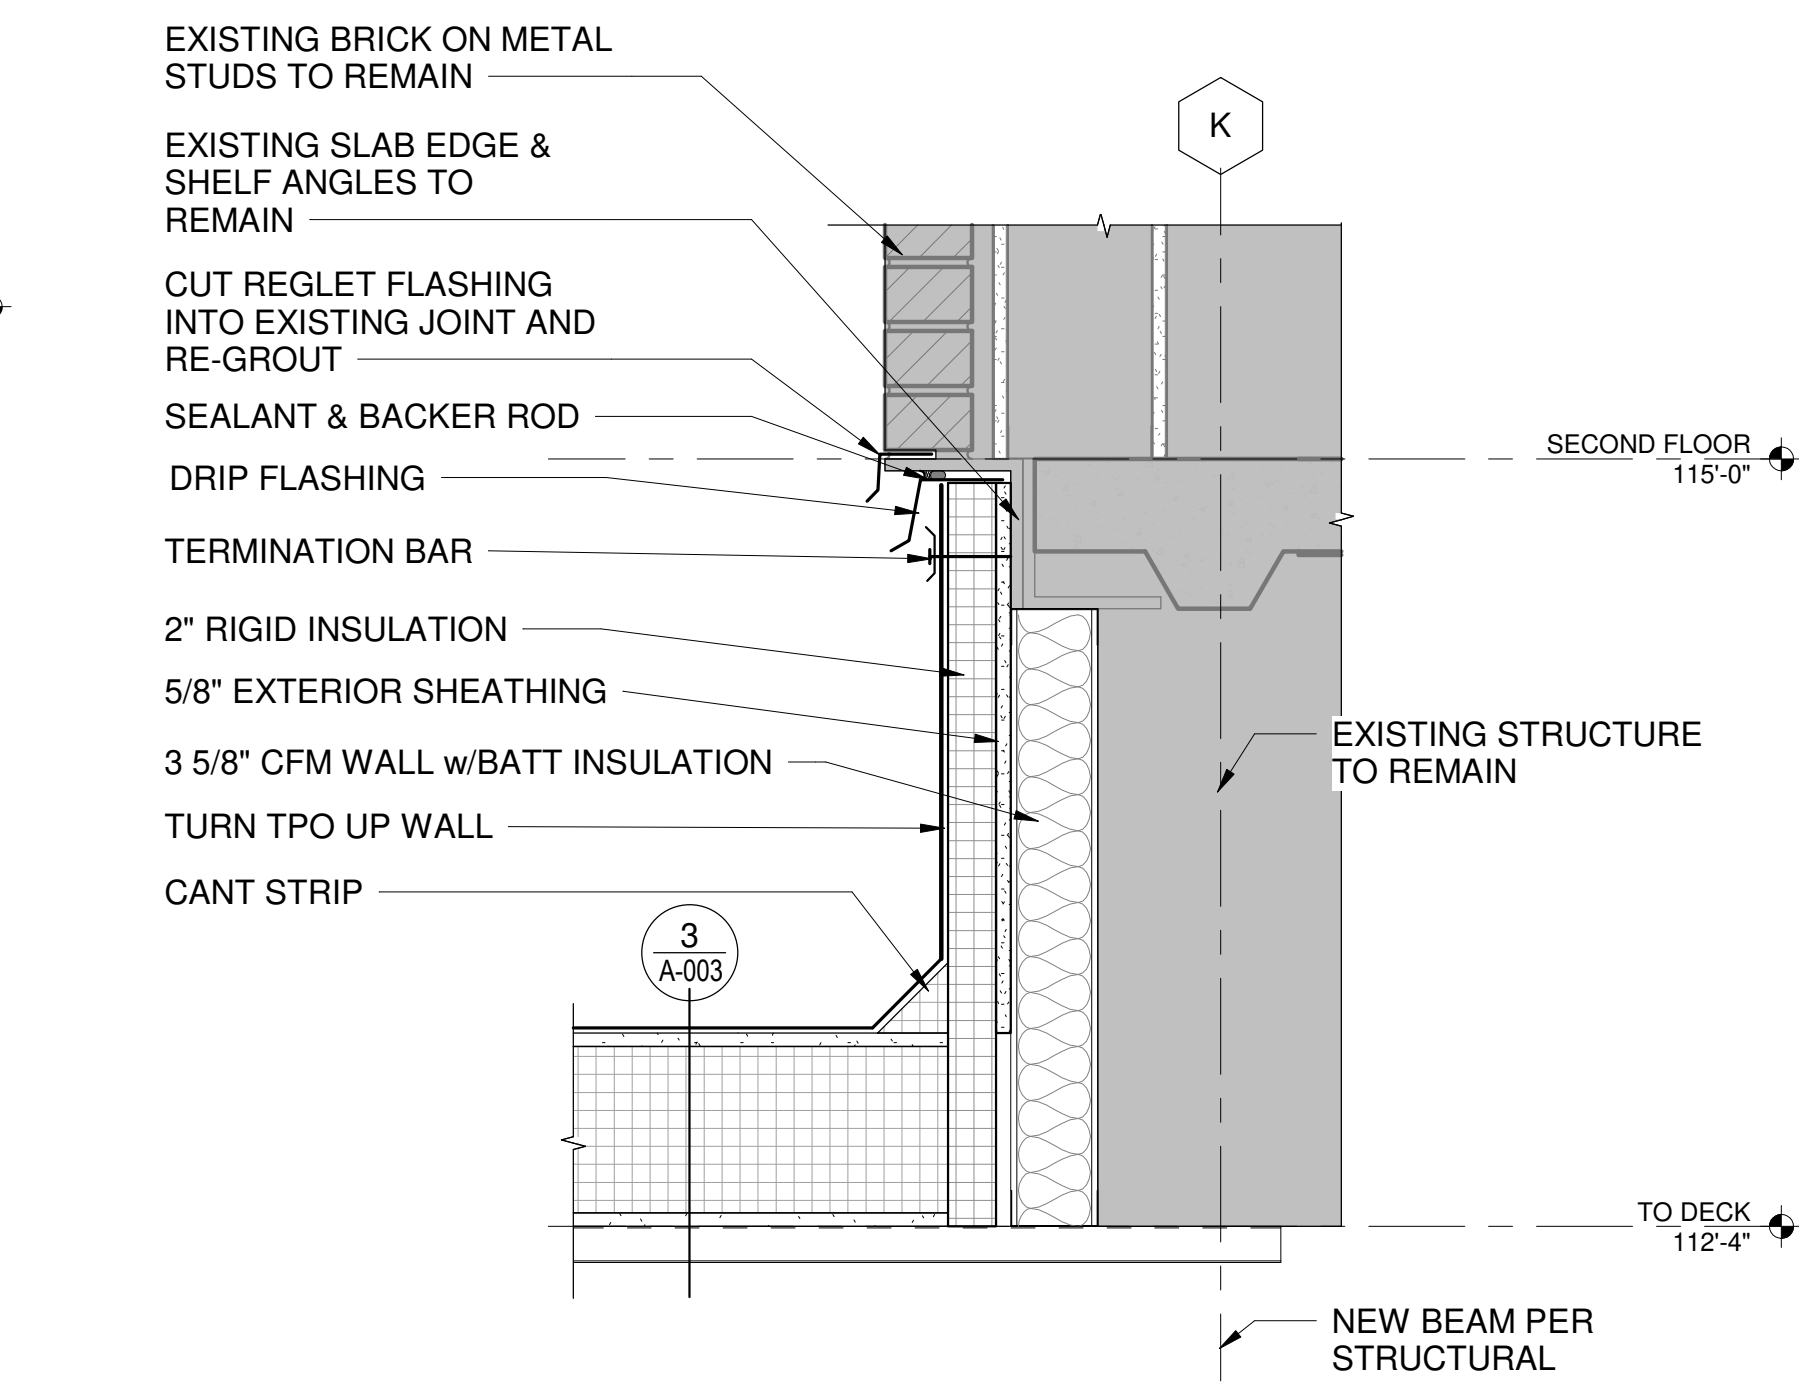 EXISTING BRICK ON METAL
STUDS TO REMAIN
EXISTING SLAB EDGE &
SHELF ANGLES TO
REMAIN
CUT REGLET FLASHING
INTO EXISTING JOINT AND
RE-GROUT
SEALANT & BACKER ROD
DRIP FLASHING
TERMINATION BAR
2" RIGID INSULATION
5/8" EXTERIOR SHEATHING
3 5/8" CFM WALL w/BATT INSULATION
TURN TPO UP WALL
CANT STRIP
3
A-003
K
SECOND FLOOR
115'-0"
EXISTING STRUCTURE
TO REMAIN
TO DECK
112'-4"
NEW BEAM PER
STRUCTURAL